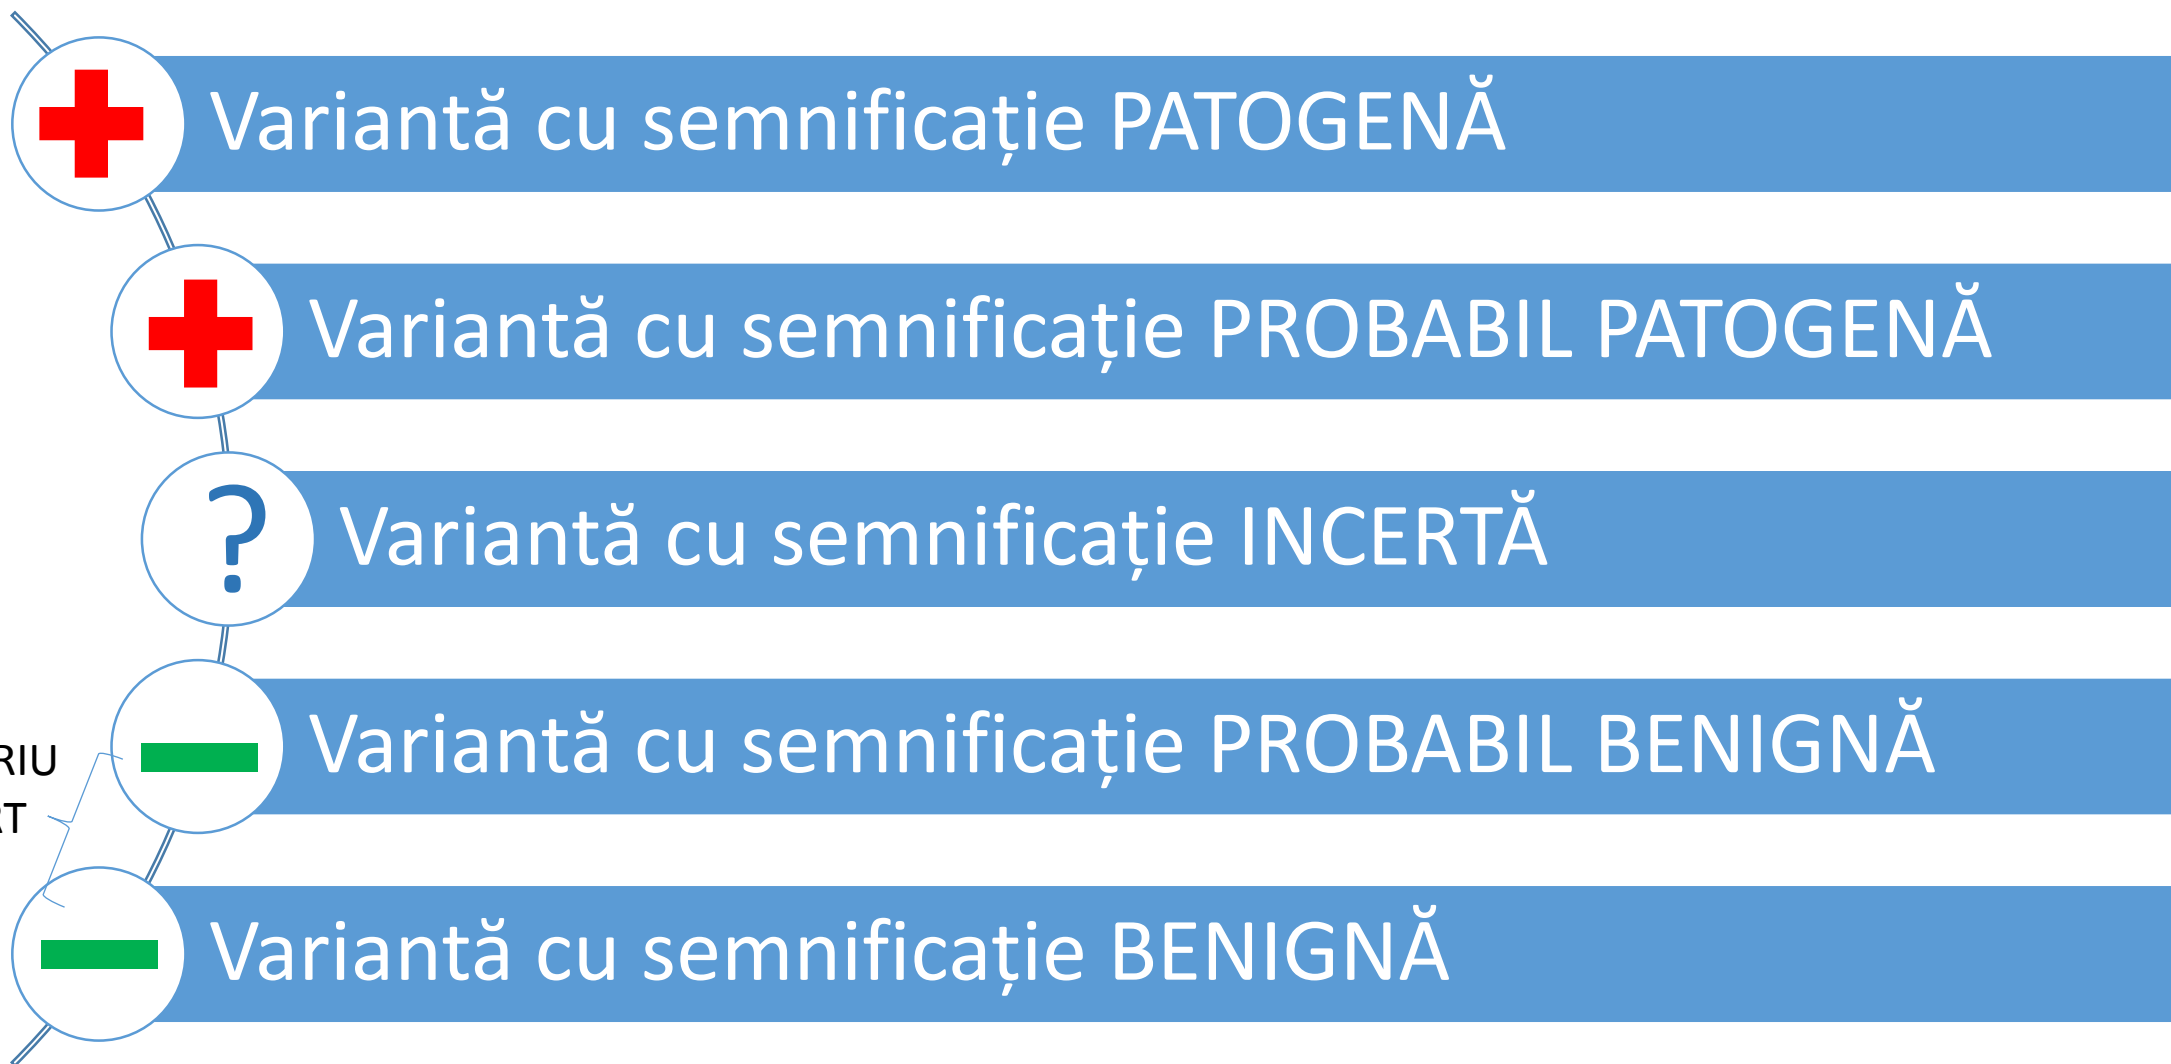 Variantă cu semnificație PATOGENĂ
Variantă cu semnificație PROBABIL PATOGENĂ
?
Variantă cu semnificație INCERTĂ
Variantă cu semnificație PROBABIL BENIGNĂ
Variantă cu semnificație BENIGNĂ